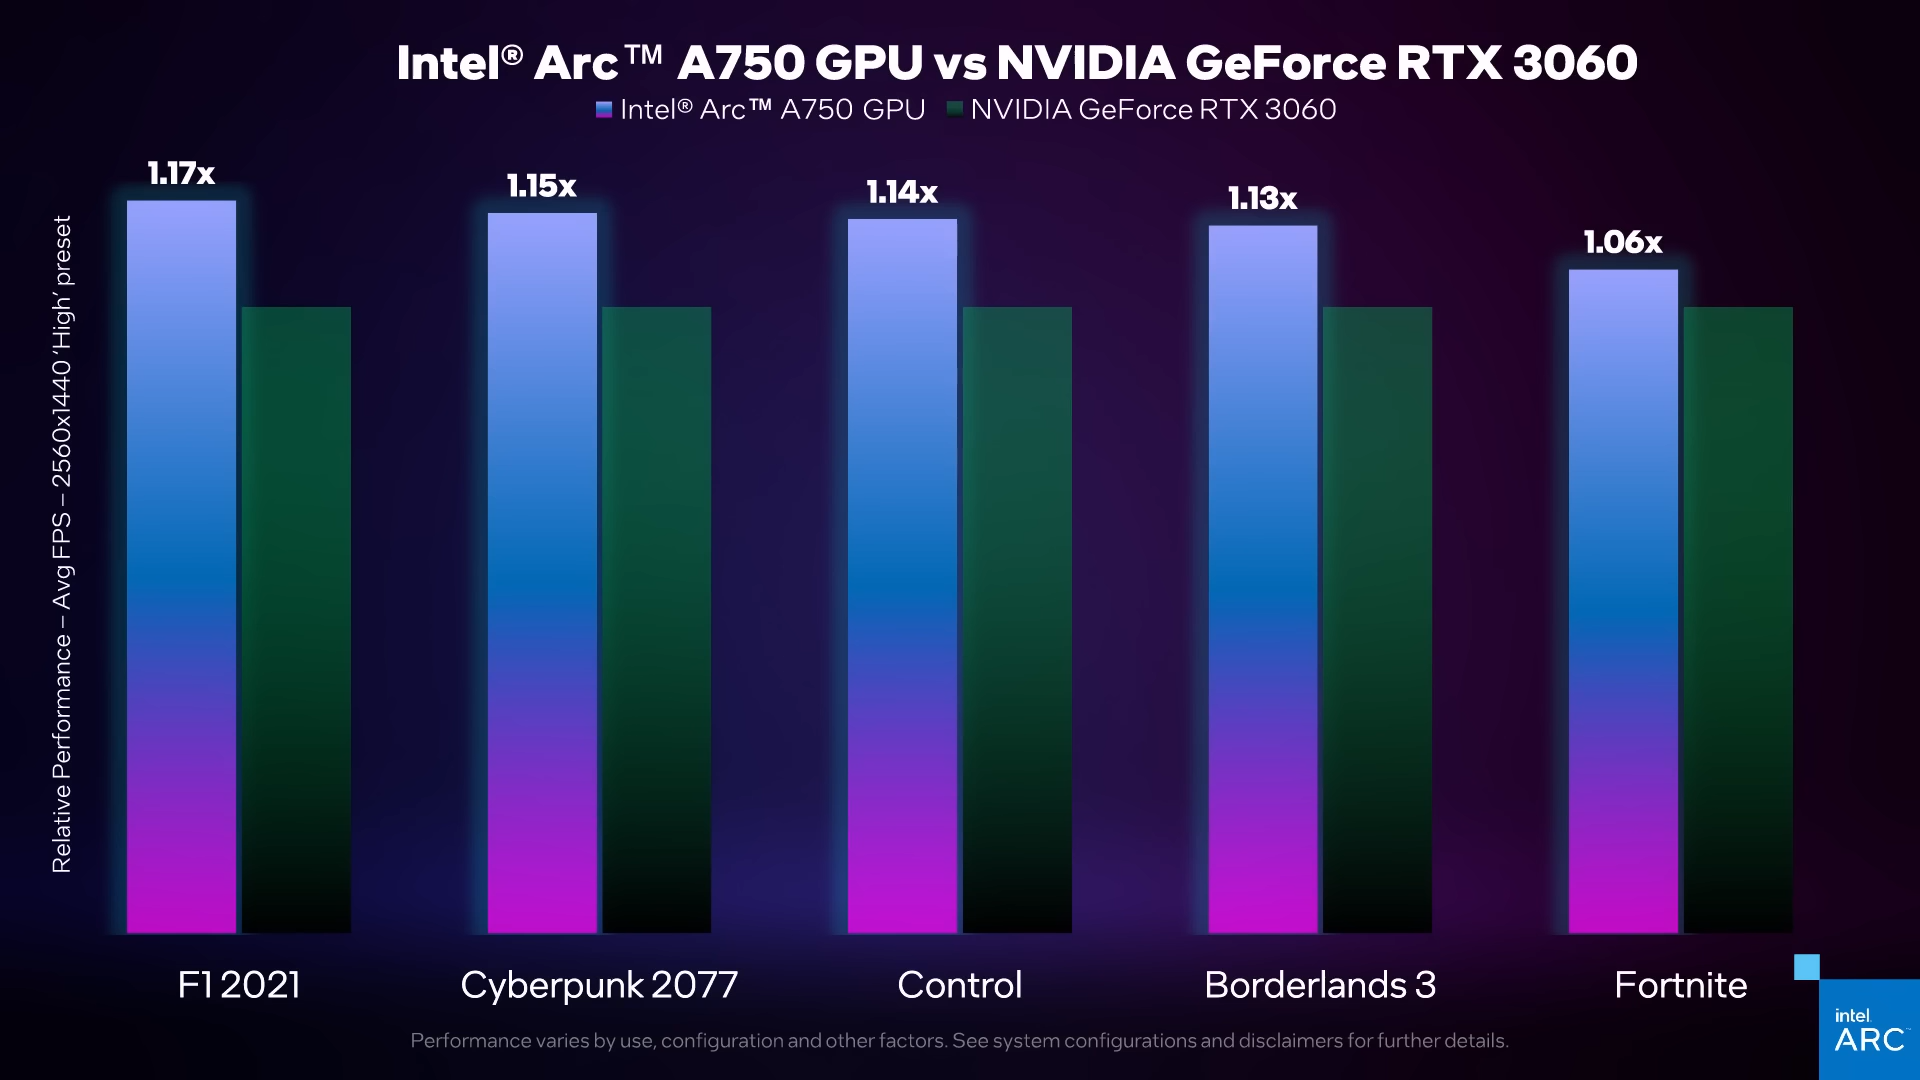 Intel® Arc™ A750 GPU vs NVIDIA GeForce RTX 3060
Intel® Arc™ A750 GPU NVIDIA GeForce RTX 3060
Relative Performance – Avg FPS – 2560x1440 ‘High’ preset
1.17x
1.15x
1.14x
1.13x
1.06x
F1 2021
Cyberpunk 2077
Control
Borderlands 3
Fortnite
Performance varies by use, configuration and other factors. See system configurations and disclaimers for further details.
intel.
ARC™